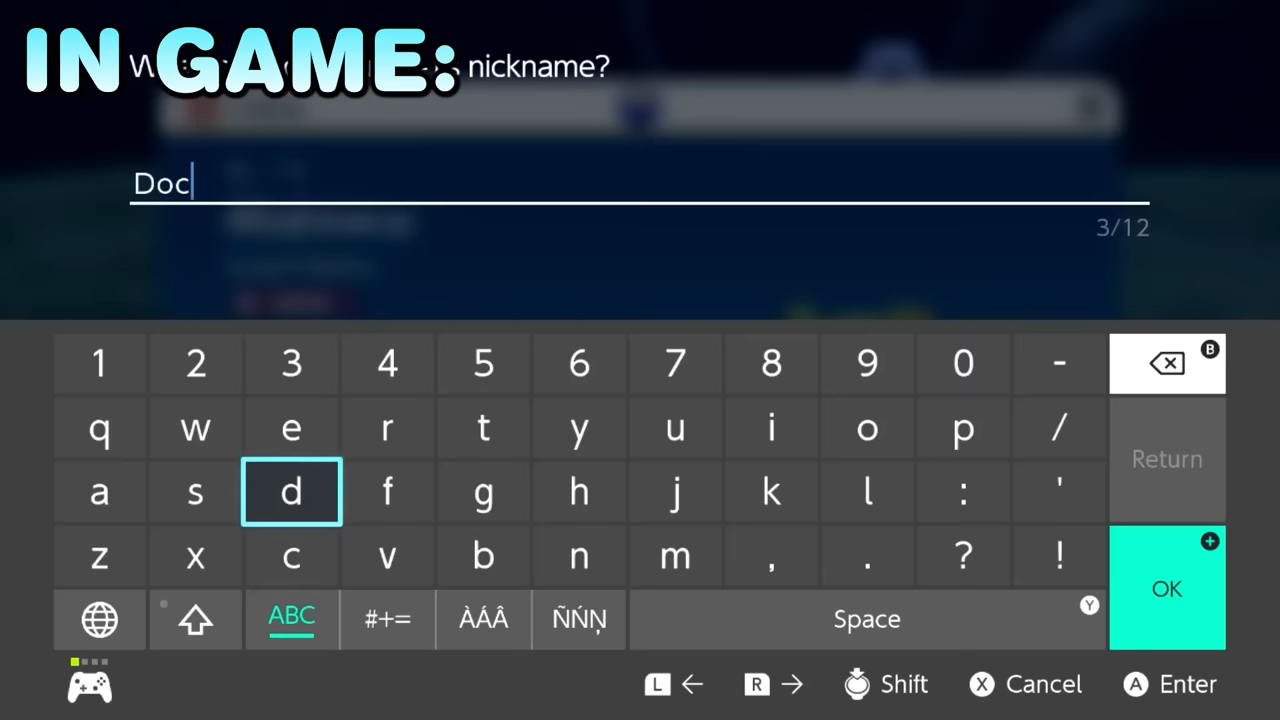 IN GAME:
nickname?
Doc
3/12
1 2 3 4 5 6 7 8 9 0 - B
q w e r t y u i o p / Return
a s d f g h j k l : '
z x c v b n m , . ? ! + OK
ABC #+= ÀÁÂ ÑŃŅ Space Y
L ← R → Shift X Cancel A Enter